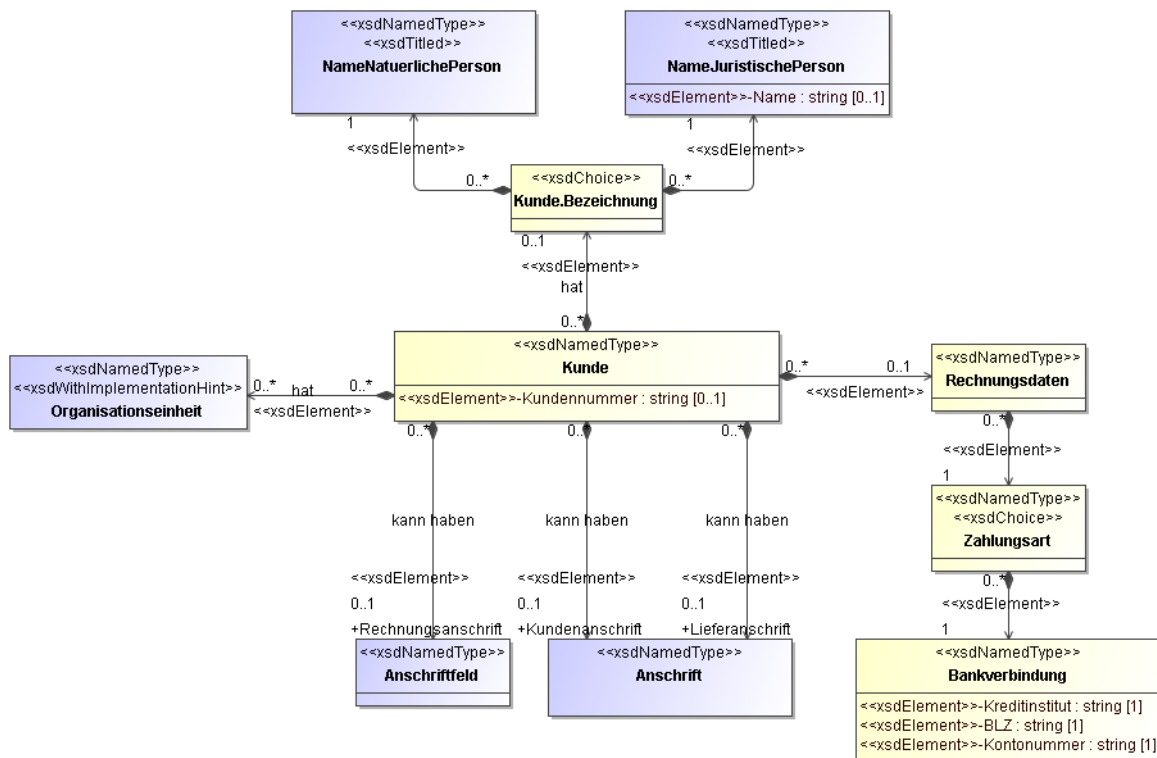 <<xsdNamedType>>
<<xsdTitled>>
NameNatuerlichePerson
<<xsdNamedType>>
<<xsdTitled>>
NameJuristischePerson
<<xsdElement>>-Name : string [0..1]
1
<<xsdElement>>
0..*
1
<<xsdElement>>
0..*
<<xsdChoice>>
Kunde.Bezeichnung
0..1
<<xsdElement>>
hat
0..*
<<xsdNamedType>>
Kunde
<<xsdElement>>-Kundennummer : string [0..1]
<<xsdNamedType>>
<<xsdWithImplementationHint>>
Organisationseinheit
0..*
hat
0..*
<<xsdElement>>
0..*
0..1
<<xsdElement>>
<<xsdNamedType>>
Rechnungsdaten
0..*
<<xsdElement>>
1
<<xsdNamedType>>
<<xsdChoice>>
Zahlungsart
0..*
<<xsdElement>>
1
<<xsdNamedType>>
Bankverbindung
<<xsdElement>>-Kreditinstitut : string [1]
<<xsdElement>>-BLZ : string [1]
<<xsdElement>>-Kontonummer : string [1]
0..*
0..*
0..*
kann haben
kann haben
kann haben
<<xsdElement>>
<<xsdElement>>
<<xsdElement>>
0..1
0..1
0..1
+Rechnungsanschrift
+Kundenanschrift
+Lieferanschrift
<<xsdNamedType>>
Anschriftfeld
<<xsdNamedType>>
Anschrift